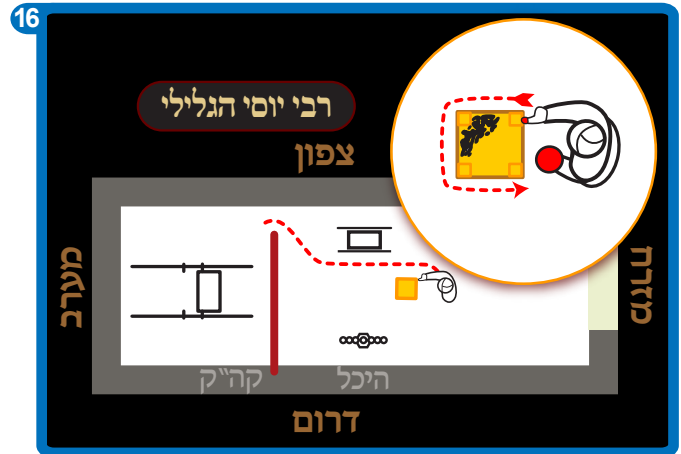 16
רבי יוסי הגלילי
צפון
מערב
מזרח
קה"ק
היכל
דרום